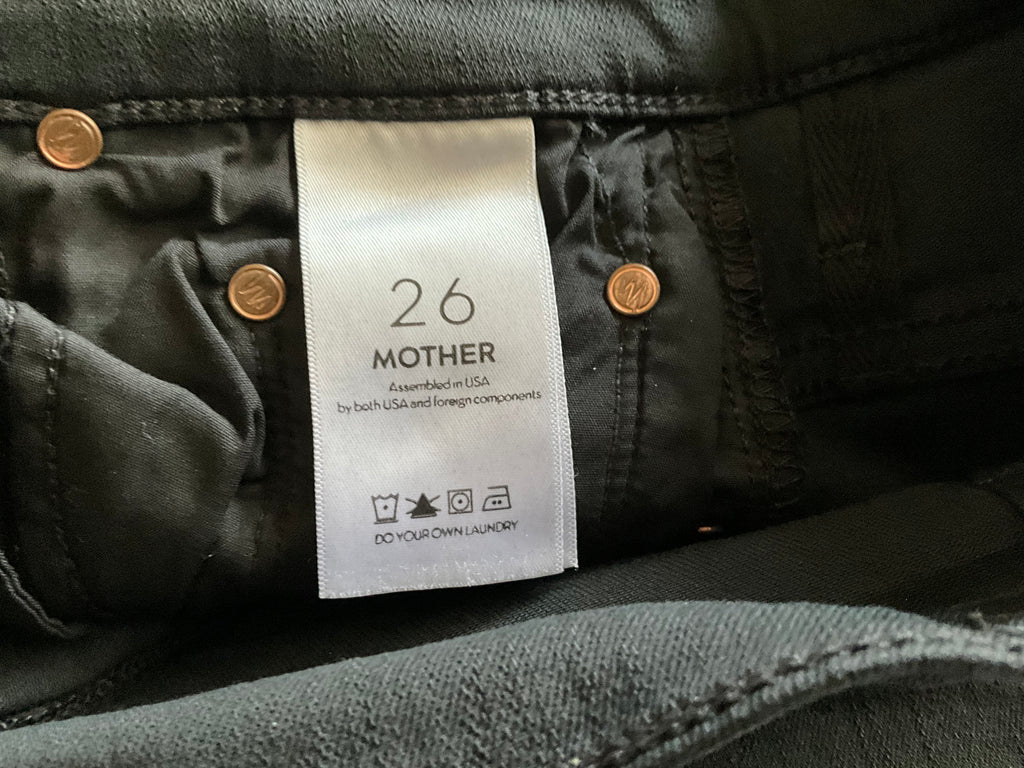 26
MOTHER
Assembled in USA
by both USA and foreign components
DO YOUR OWN LAUNDRY